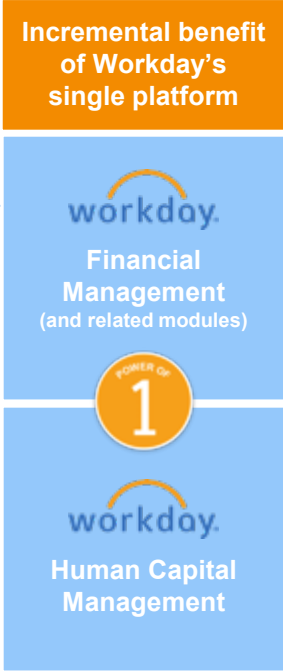 Incremental benefit
of Workday's
single platform
workday.
Financial
Management
(and related modules)
POWER OF
1
workday.
Human Capital
Management